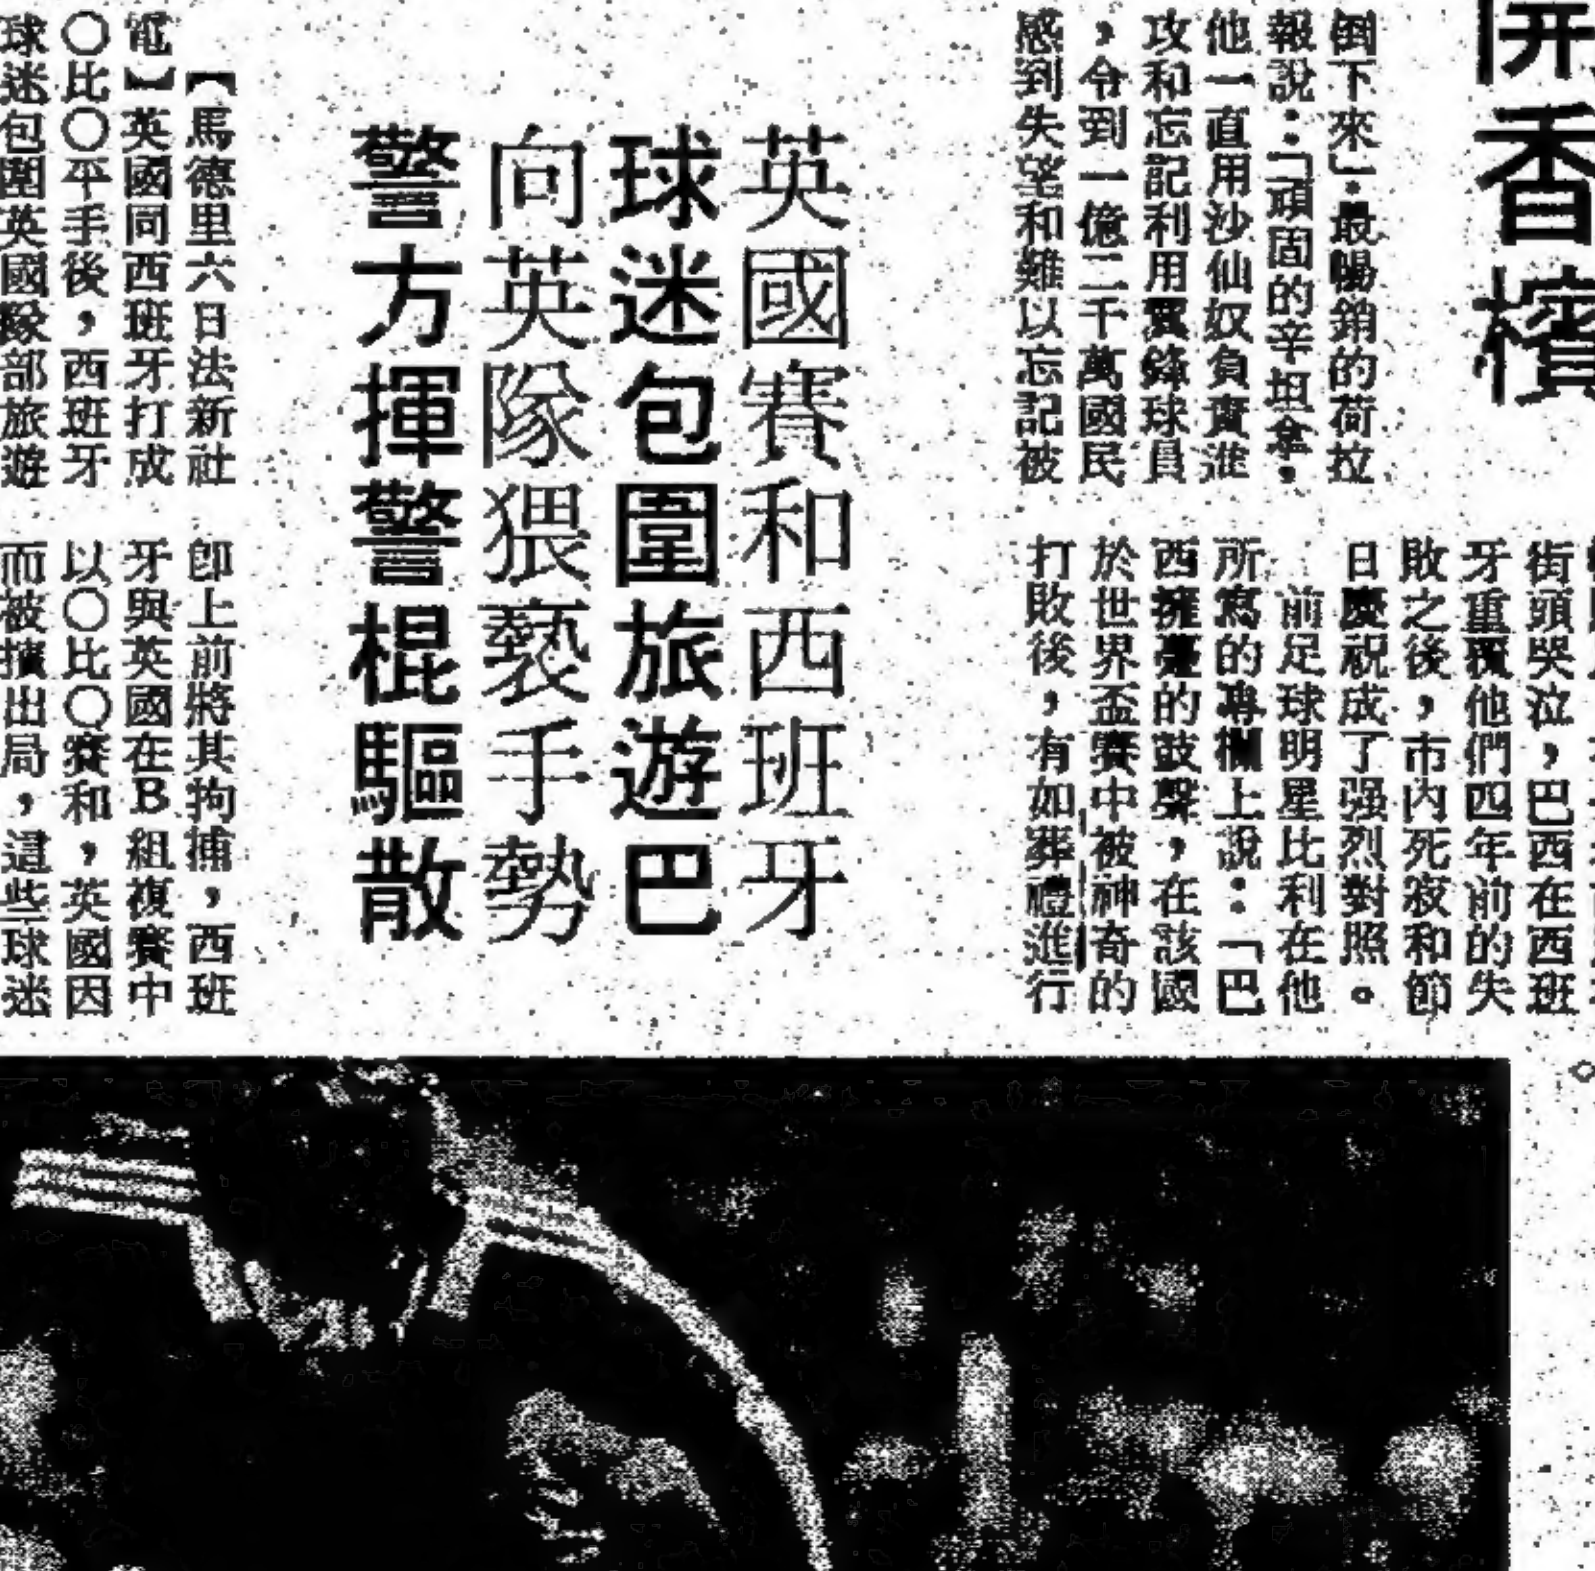 開香檳
倒下來」。最暢銷的荷拉
報說:「頑固的辛坦拿,
他一直用沙仙奴負責進
攻和忘記利用翼鋒球員
,令到一億二千萬國民
感到失望和難以忘記被
街頭哭泣,巴西在西班
牙重覆他們四年前的失
敗之後,市內死寂和節
日慶祝成了强烈對照。
前足球明星比利在他
所寫的專欄上說:「巴
西擁躉的鼓聲,在該國
於世界盃賽中被神奇的
打敗後,有如葬禮進行
英國賽和西班牙
球迷包圍旅遊巴
向英隊猥褻手勢
警方揮警棍驅散
【馬德里六日法新社
電】英國同西班牙打成
〇比〇平手後,西班牙
球迷包圍英國隊部旅遊
卽上前將其拘捕,西班
牙與英國在B組複賽中
以〇比〇賽和,英國因
而被擯出局,這些球迷